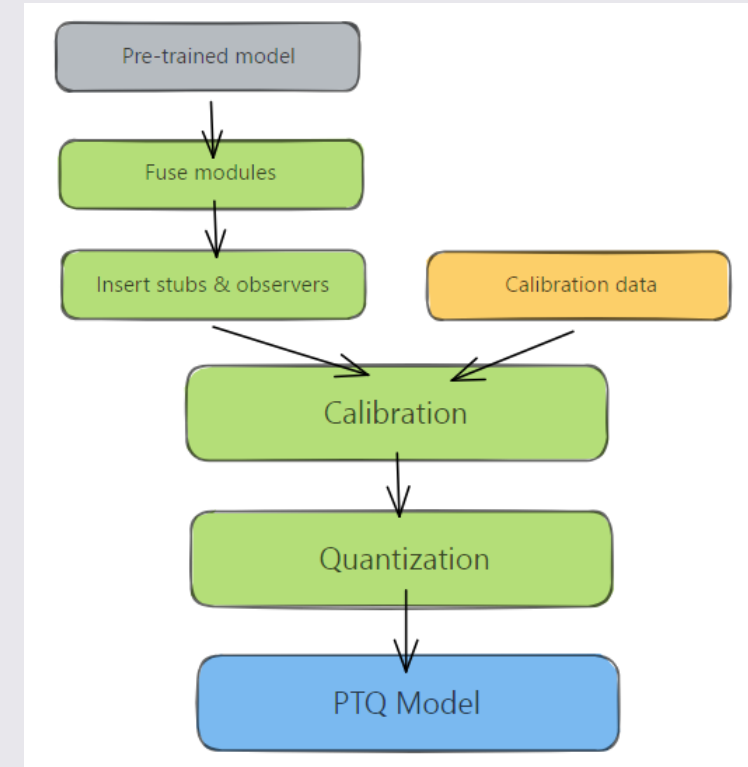 Pre-trained model
Fuse modules
Insert stubs & observers
Calibration data
Calibration
Quantization
PTQ Model